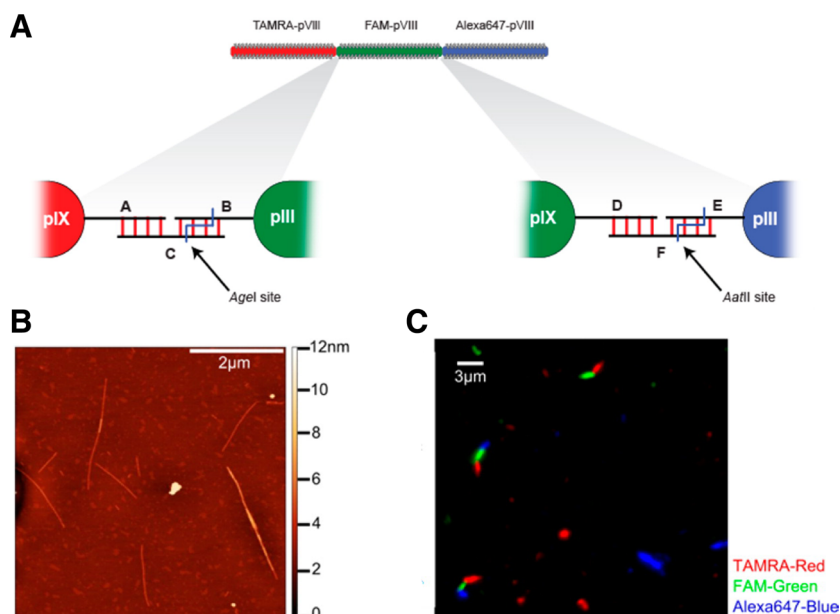 A
TAMRA-pVIII FAM-pVIII Alexa647-pVIII
pIX A B pIII pIX D E pIII
C F
AgeI site AatII site
B C
2µm 12nm 3µm
10
8
6
4
2
0
TAMRA-Red
FAM-Green
Alexa647-Blue